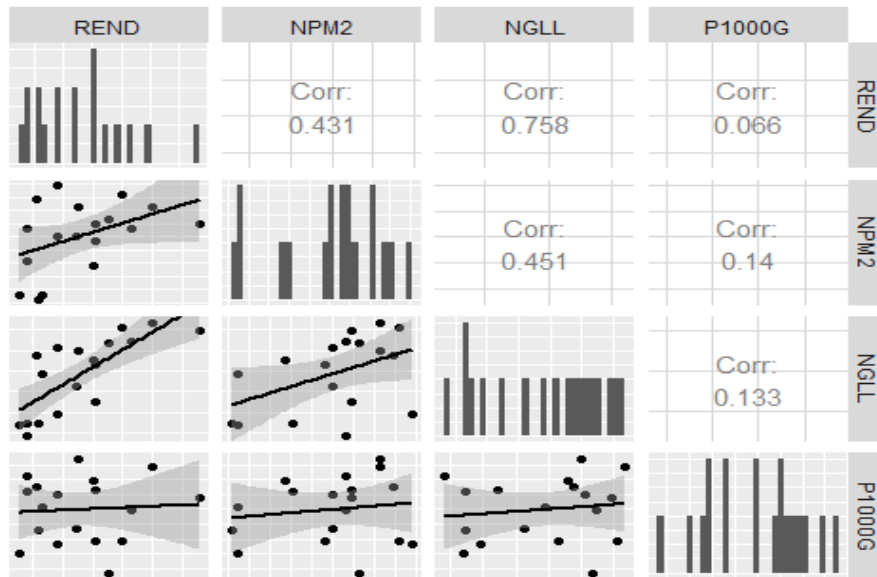 REND NPM2 NGLL P1000G
Corr: Corr: Corr:
0.431 0.758 0.066
REND
Corr: Corr:
0.451 0.14
NPM2
Corr:
0.133
NGLL
P1000G